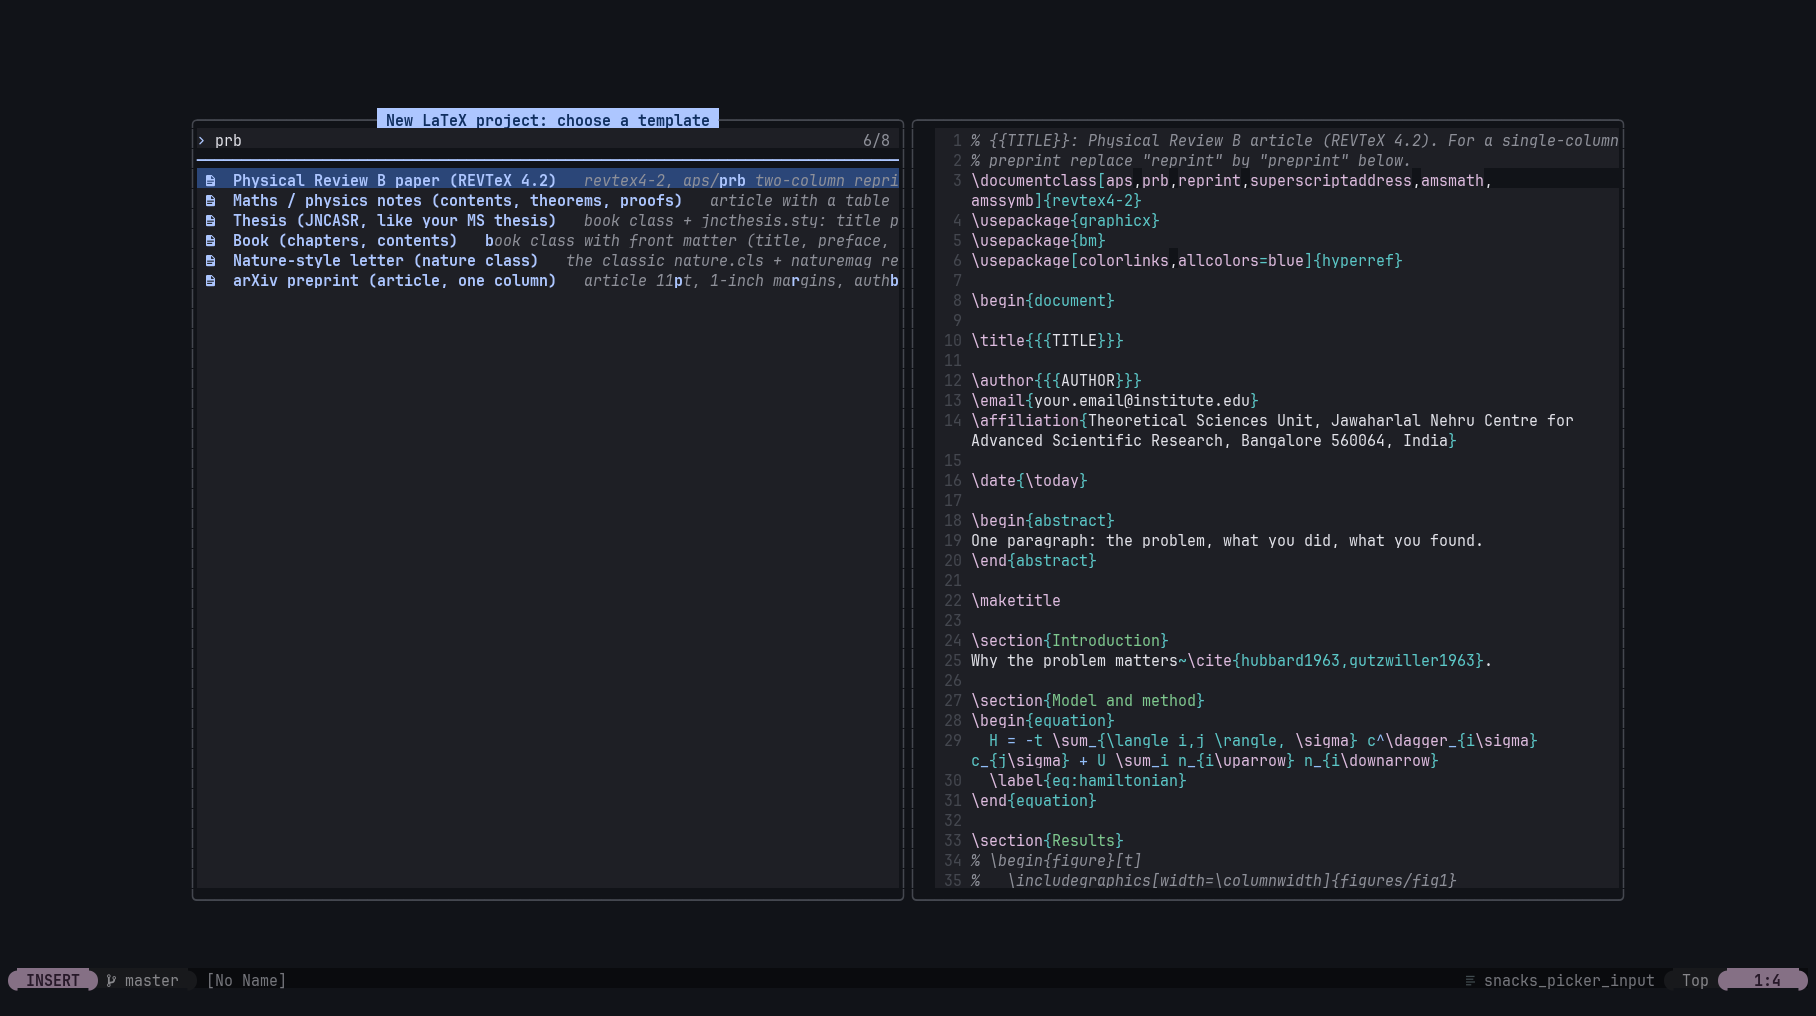 New LaTeX project: choose a template
> prb 6/8
Physical Review B paper (REVTeX 4.2) revtex4-2, aps/prb two-column repri
Maths / physics notes (contents, theorems, proofs) article with a table
Thesis (JNCASR, like your MS thesis) book class + jncthesis.sty: title p
Book (chapters, contents) book class with front matter (title, preface,
Nature-style letter (nature class) the classic nature.cls + naturemag re
arXiv preprint (article, one column) article 11pt, 1-inch margins, authb
1 % {{TITLE}}: Physical Review B article (REVTeX 4.2). For a single-column
2 % preprint replace "reprint" by "preprint" below.
3 \documentclass[aps,prb,reprint,superscriptaddress,amsmath,
amssymb]{revtex4-2}
4 \usepackage{graphicx}
5 \usepackage{bm}
6 \usepackage[colorlinks,allcolors=blue]{hyperref}
7
8 \begin{document}
9
10 \title{{{TITLE}}}
11
12 \author{{{AUTHOR}}}
13 \email{your.email@institute.edu}
14 \affiliation{Theoretical Sciences Unit, Jawaharlal Nehru Centre for
Advanced Scientific Research, Bangalore 560064, India}
15
16 \date{\today}
17
18 \begin{abstract}
19 One paragraph: the problem, what you did, what you found.
20 \end{abstract}
21
22 \maketitle
23
24 \section{Introduction}
25 Why the problem matters~\cite{hubbard1963,gutzwiller1963}.
26
27 \section{Model and method}
28 \begin{equation}
29 H = -t \sum_{\langle i,j \rangle, \sigma} c^\dagger_{i\sigma}
c_{j\sigma} + U \sum_i n_{i\uparrow} n_{i\downarrow}
30 \label{eq:hamiltonian}
31 \end{equation}
32
33 \section{Results}
34 % \begin{figure}[t]
35 % \includegraphics[width=\columnwidth]{figures/fig1}
INSERT master [No Name] snacks_picker_input Top 1:4